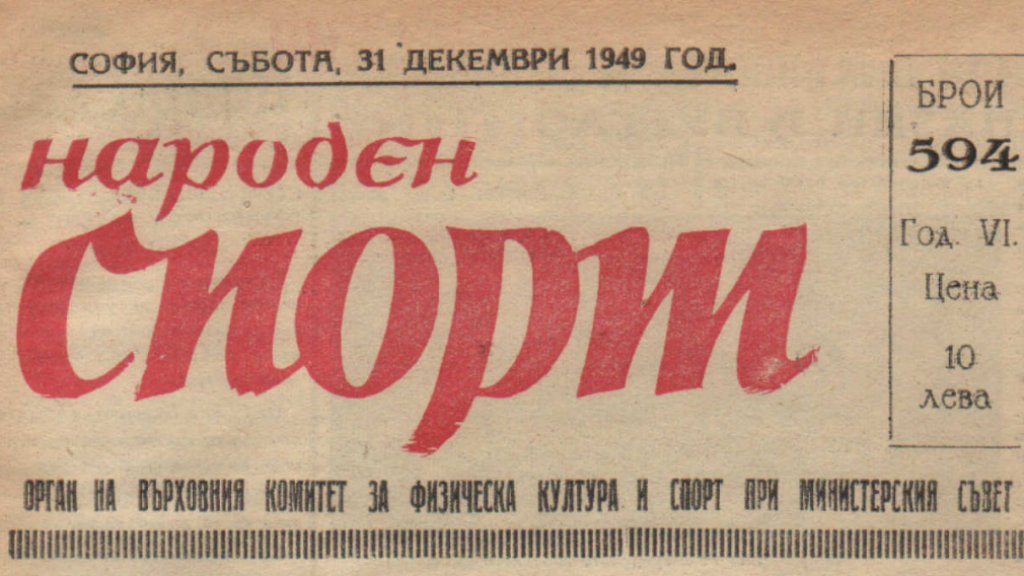 СОФИЯ, СЪБОТА, 31 ДЕКЕМВРИ 1949 ГОД.
народен
спорт
БРОИ
594
Год. VI.
Цена
10
лева
ОРГАН НА ВЪРХОВНИЯ КОМИТЕТ ЗА ФИЗИЧЕСКА КУЛТУРА И СПОРТ ПРИ МИНИСТЕРСКИЯ СЪВЕТ